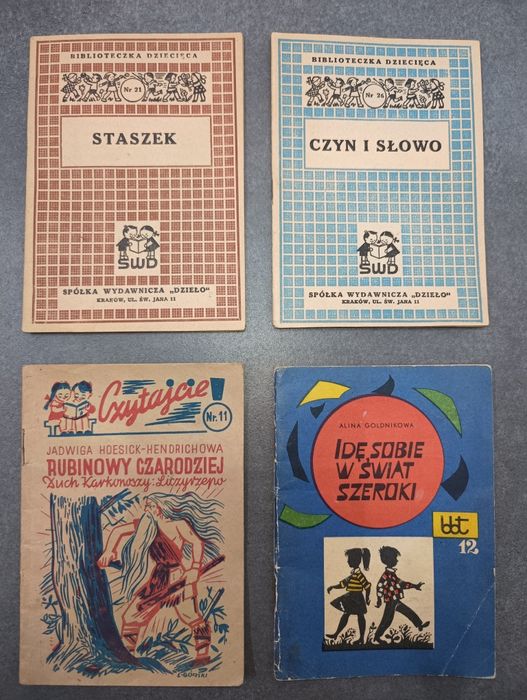 BIBLIOTECZKA DZIECIĘCA
Nr 21
STASZEK
SWD
SPÓŁKA WYDAWNICZA „DZIEŁO"
KRAKÓW, UL. ŚW. JANA 11
BIBLIOTECZKA DZIECIĘCA
Nr 26
CZYN I SŁOWO
SWD
SPÓŁKA WYDAWNICZA „DZIEŁO"
KRAKÓW, UL. ŚW. JANA 11
Czytajcie!
Nr. 11
JADWIGA HOESICK-HENDRICHOWA
RUBINOWY CZARODZIEJ
Duch Karkonoszy: Liczyrzepo
ALINA GOLDNIKOWA
IDĘ SOBIE
W ŚWIAT
SZEROKI
bbt
12